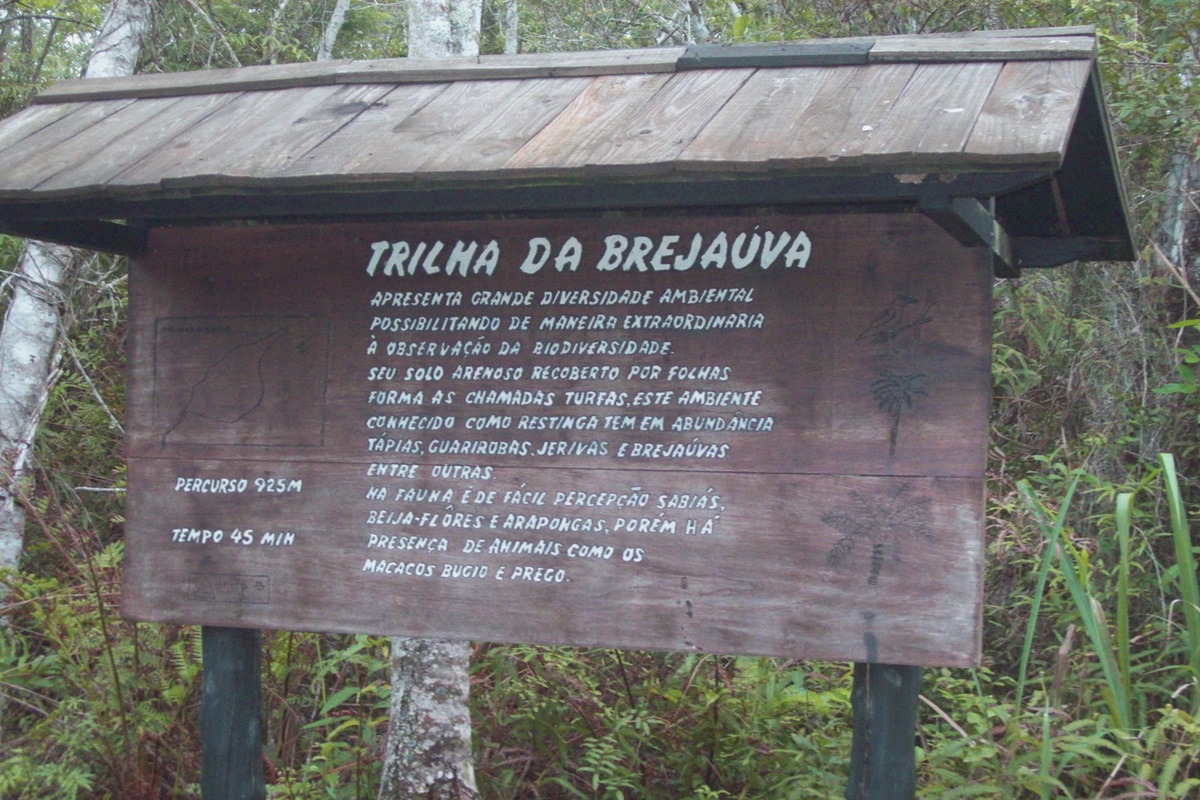 TRILHA DA BREJAÚVA
APRESENTA GRANDE DIVERSIDADE AMBIENTAL
POSSIBILITANDO DE MANEIRA EXTRAORDINARIA
À OBSERVAÇÃO DA BIODIVERSIDADE.
SEU SOLO ARENOSO RECOBERTO POR FOLHAS
FORMA AS CHAMADAS TURFAS, ESTE AMBIENTE
CONHECIDO COMO RESTINGA TEM EM ABUNDÂNCIA
TÁPIAS, GUARIROBAS, JERIVAS E BREJAÚVAS
ENTRE OUTRAS.
NA FAUNA É DE FÁCIL PERCEPÇÃO SABIÁS,
BEIJA-FLÔRES E ARAPONGAS, PORÉM HÁ
PRESENÇA DE ANIMAIS COMO OS
MACACOS BUGIO E PREGO.
PERCURSO 925M
TEMPO 45 MIN